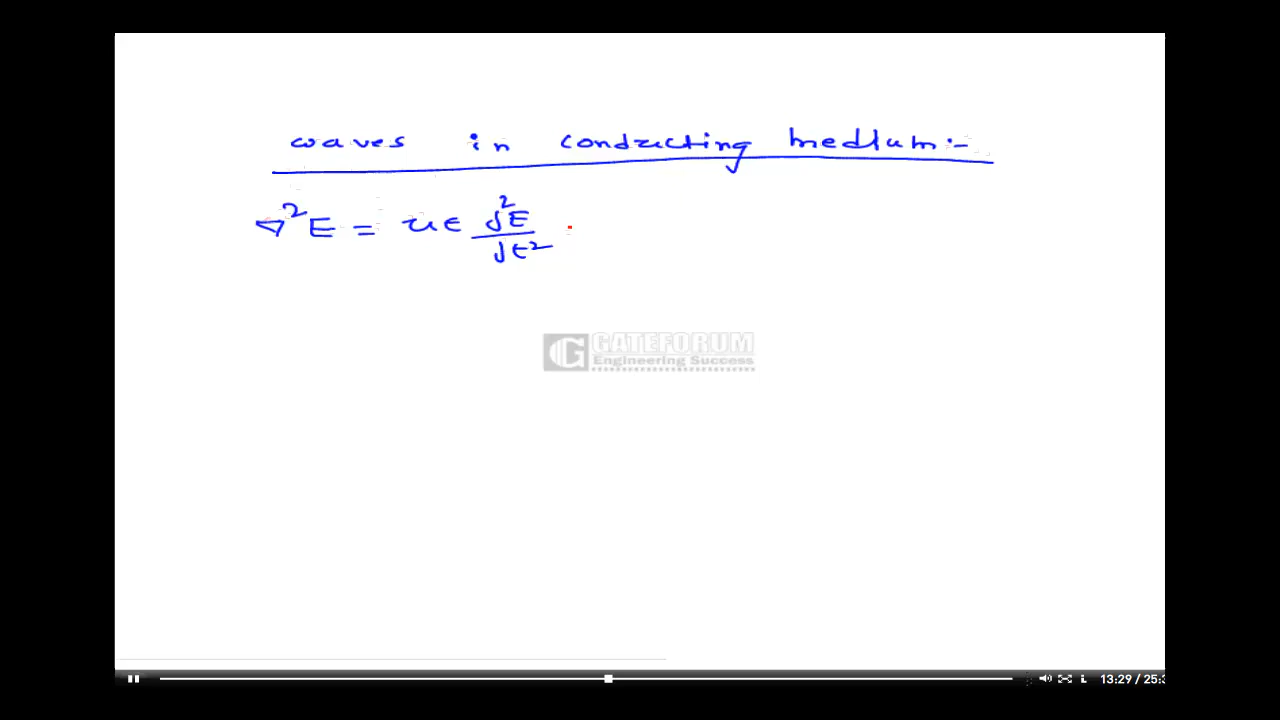 waves in conducting medium :-
∇²E = μϵ ∂²E/∂t²
GATEFORUM
Engineering Success
13:29 / 25:3